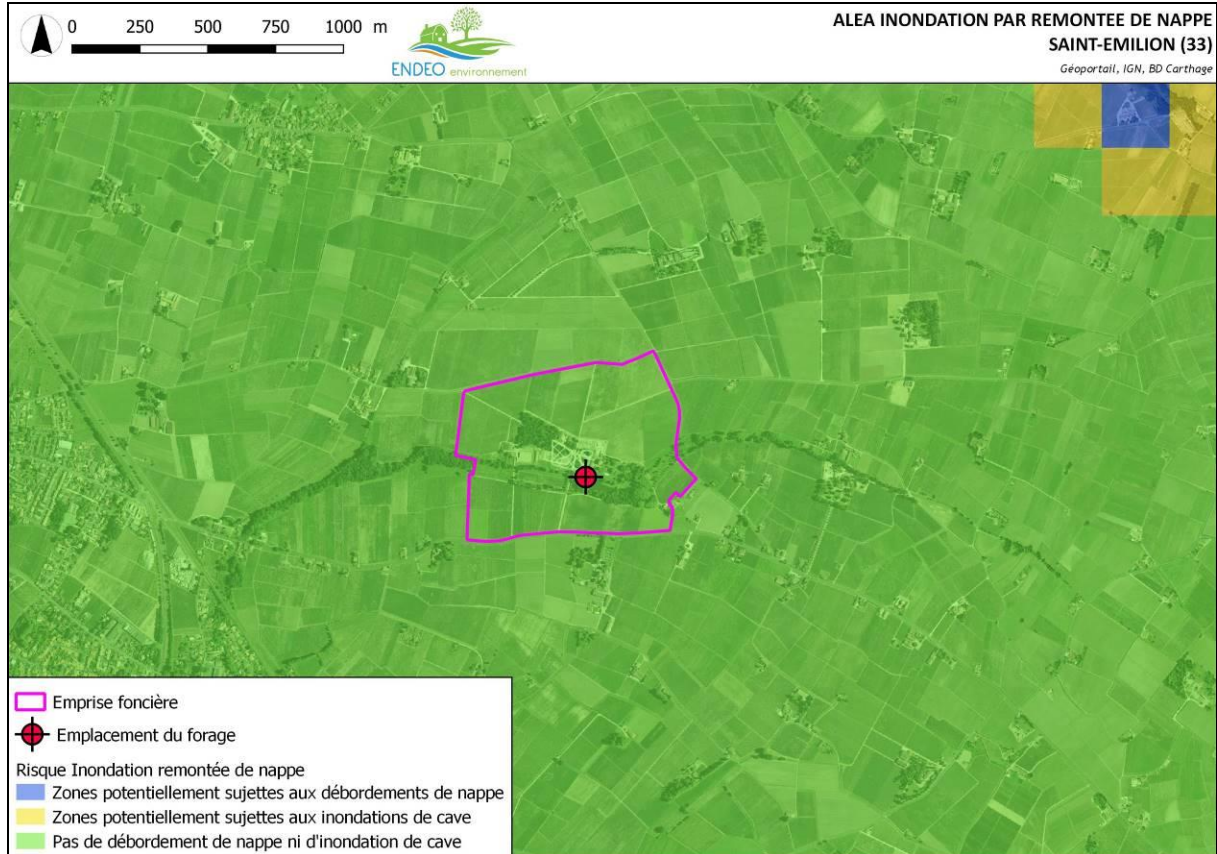 0 250 500 750 1000 m
ENDEO environnement
ALEA INONDATION PAR REMONTEE DE NAPPE
SAINT-EMILION (33)
Géoportail, IGN, BD Carthage
Emprise foncière
Emplacement du forage
Risque Inondation remontée de nappe
Zones potentiellement sujettes aux débordements de nappe
Zones potentiellement sujettes aux inondations de cave
Pas de débordement de nappe ni d'inondation de cave